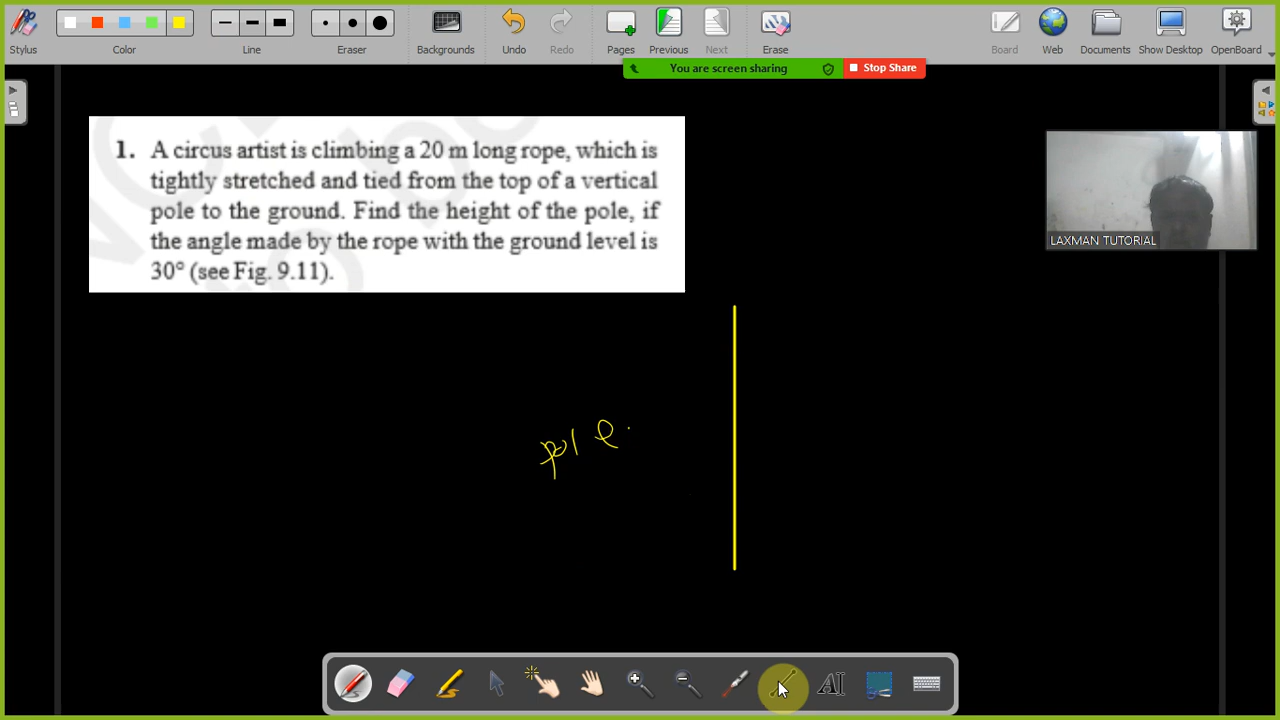 Stylus
Color
Line
Eraser
Backgrounds
Undo
Redo
Pages
Previous
Next
Erase
Board
Web
Documents
Show Desktop
OpenBoard
You are screen sharing
Stop Share
1. A circus artist is climbing a 20 m long rope, which is
tightly stretched and tied from the top of a vertical
pole to the ground. Find the height of the pole, if
the angle made by the rope with the ground level is
30° (see Fig. 9.11).
LAXMAN TUTORIAL
pole.
AI